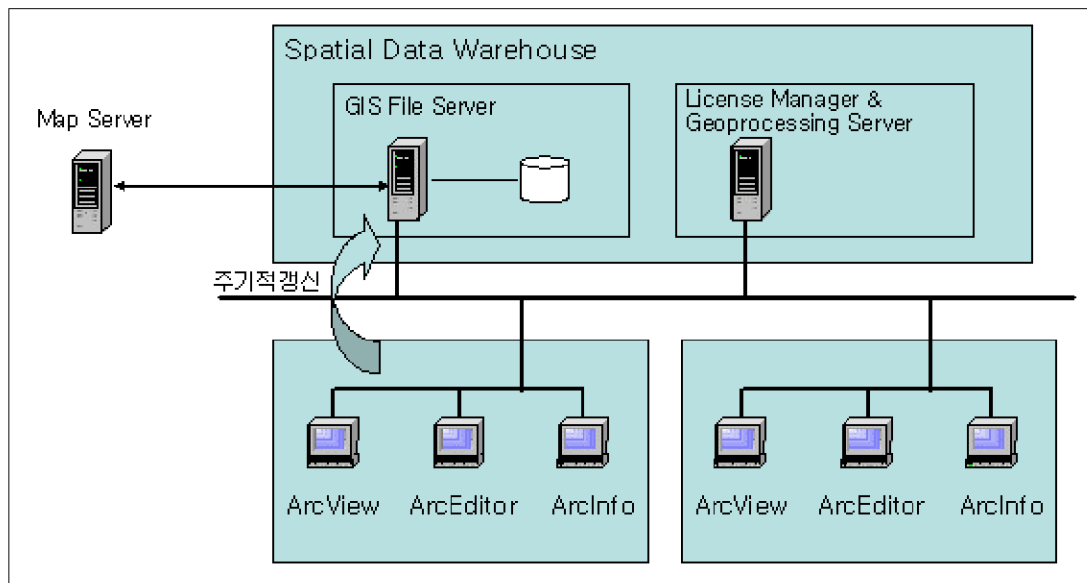 Spatial Data Warehouse
Map Server
GIS File Server
License Manager &
Geoprocessing Server
주기적갱신
ArcView
ArcEditor
ArcInfo
ArcView
ArcEditor
ArcInfo